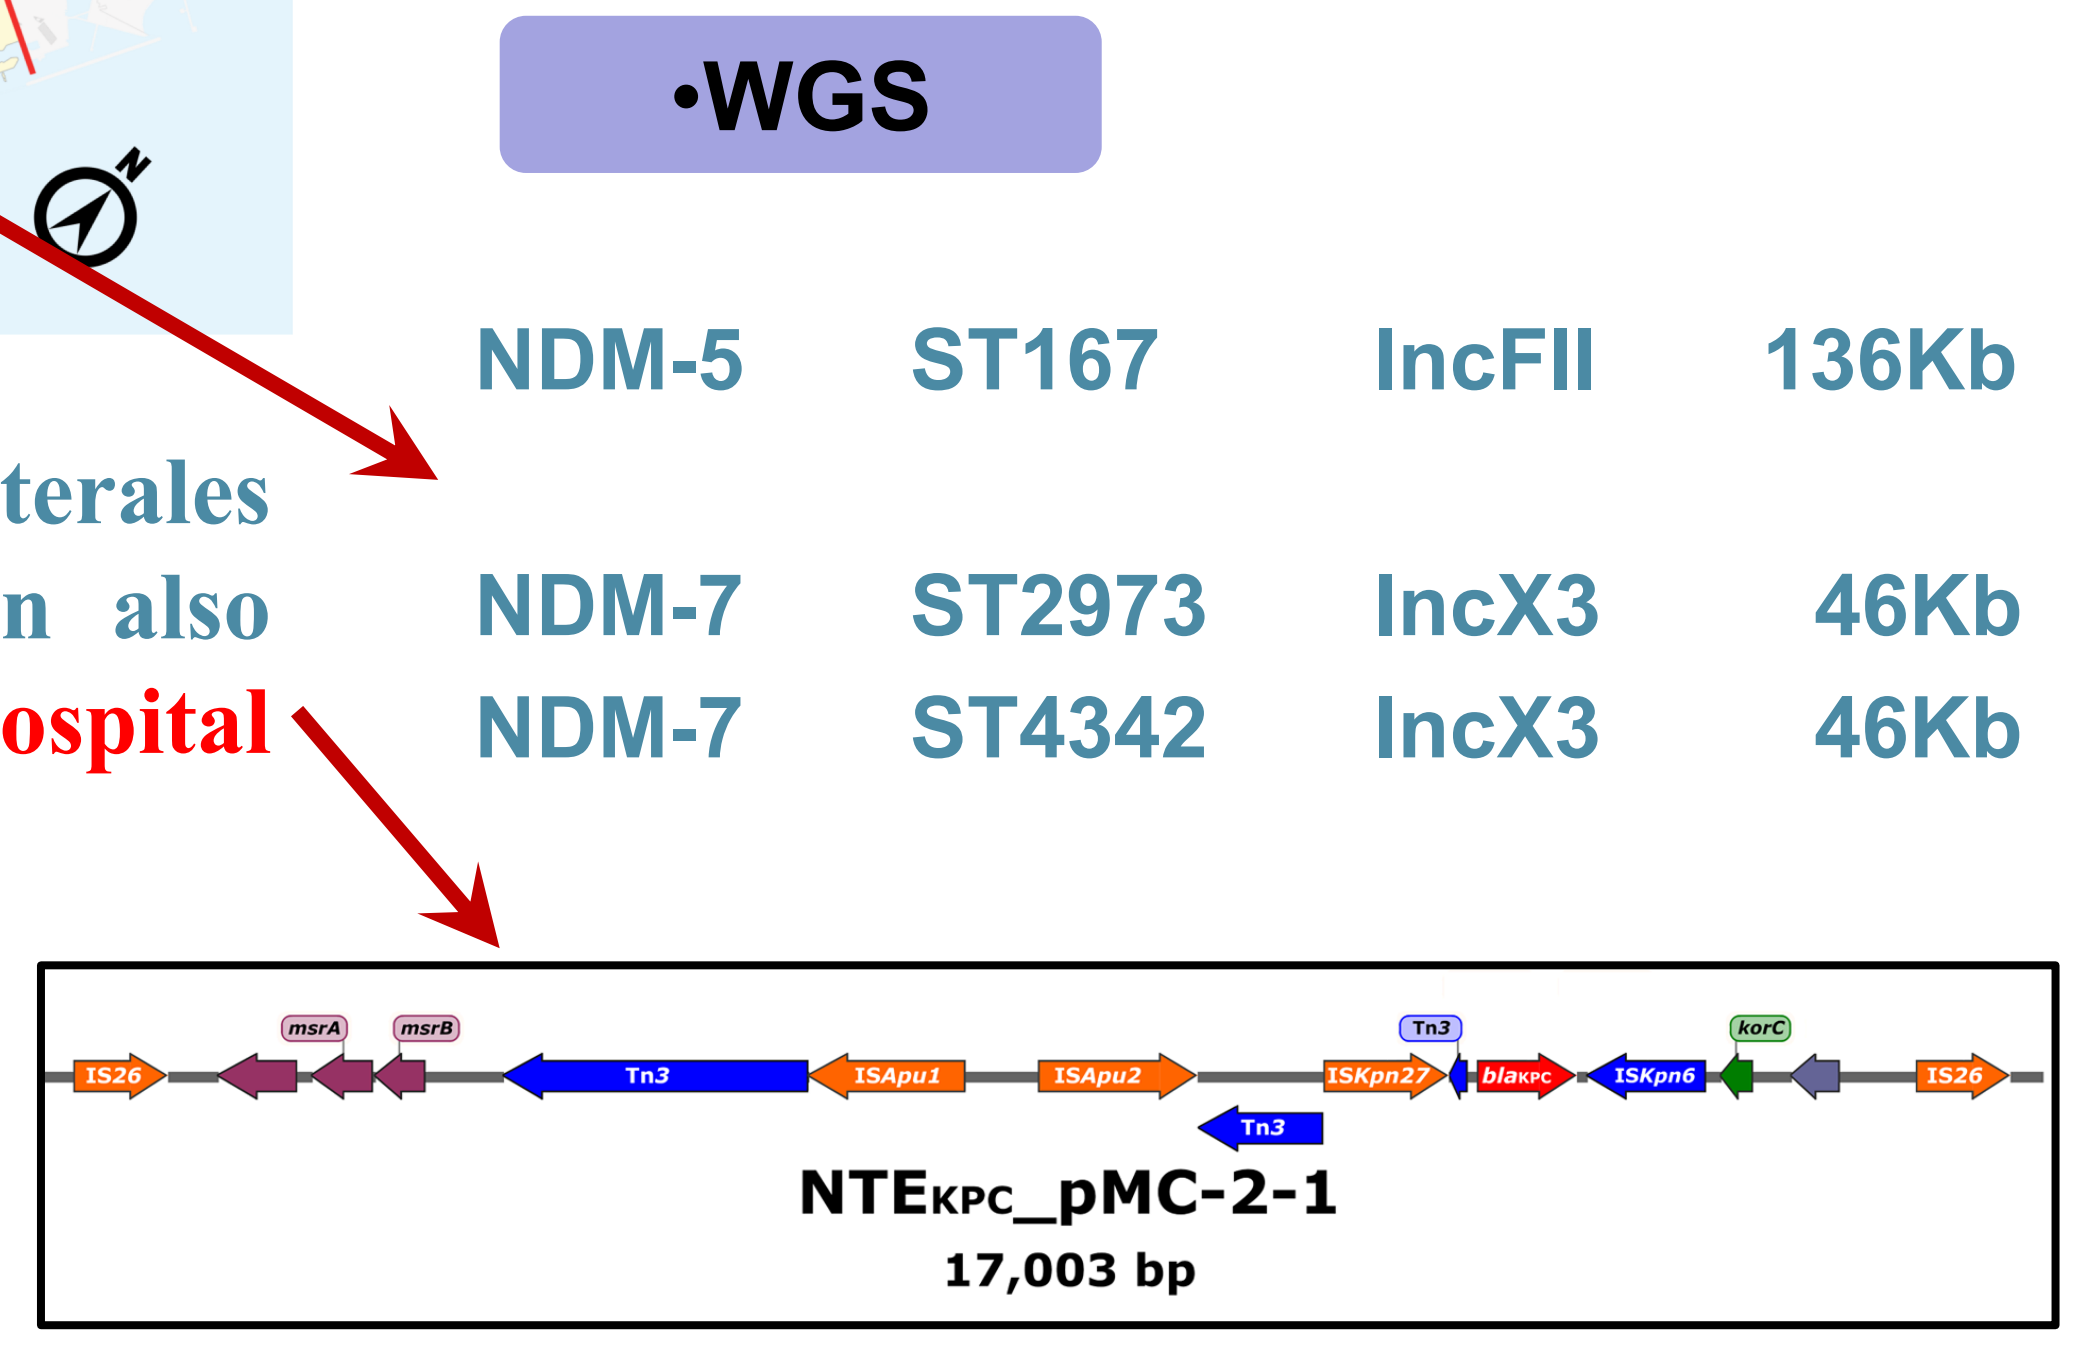 •WGS
N
NDM-5 ST167 IncFII 136Kb
terales
n also
ospital
NDM-7 ST2973 IncX3 46Kb
NDM-7 ST4342 IncX3 46Kb
msrA msrB Tn3 korC
IS26 Tn3 ISApu1 ISApu2 ISKpn27 blaKPC ISKpn6 IS26
Tn3
NTEKPC_pMC-2-1
17,003 bp